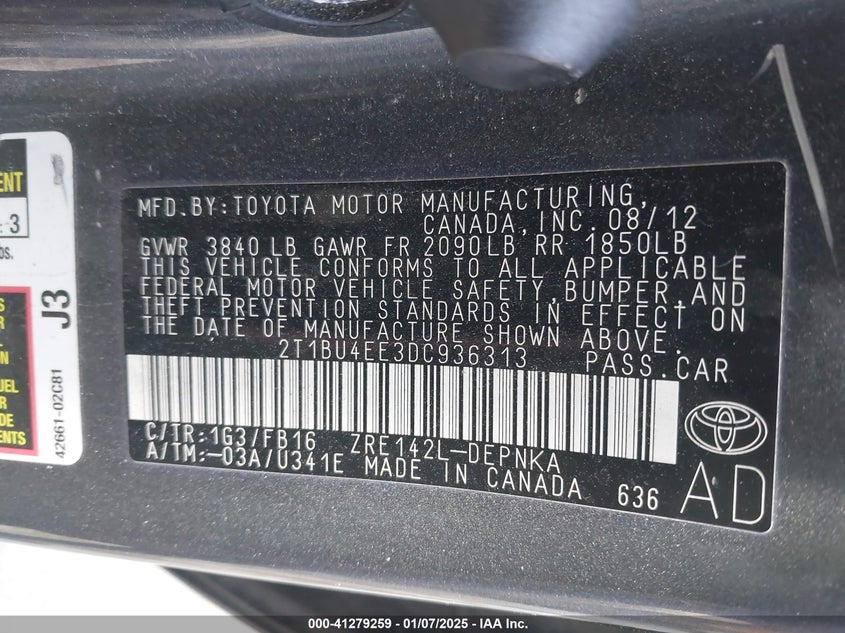 MFD.BY:TOYOTA MOTOR MANUFACTURING,
CANADA,INC. 08/12
GVWR 3840 LB GAWR FR 2090LB RR 1850LB
THIS VEHICLE CONFORMS TO ALL APPLICABLE
FEDERAL MOTOR VEHICLE SAFETY,BUMPER,AND
THEFT PREVENTION STANDARDS IN EFFECT ON
THE DATE OF MANUFACTURE SHOWN ABOVE.
2T1BU4EE3DC936313 PASS.CAR
C/TR:1G3/FB16 ZRE142L-DEPNKA
A/TM:-03A/U341E MADE IN CANADA 636
AD
3
J3
42661-02C81
000-41279259 | 01/07/2025 | IAA Inc.